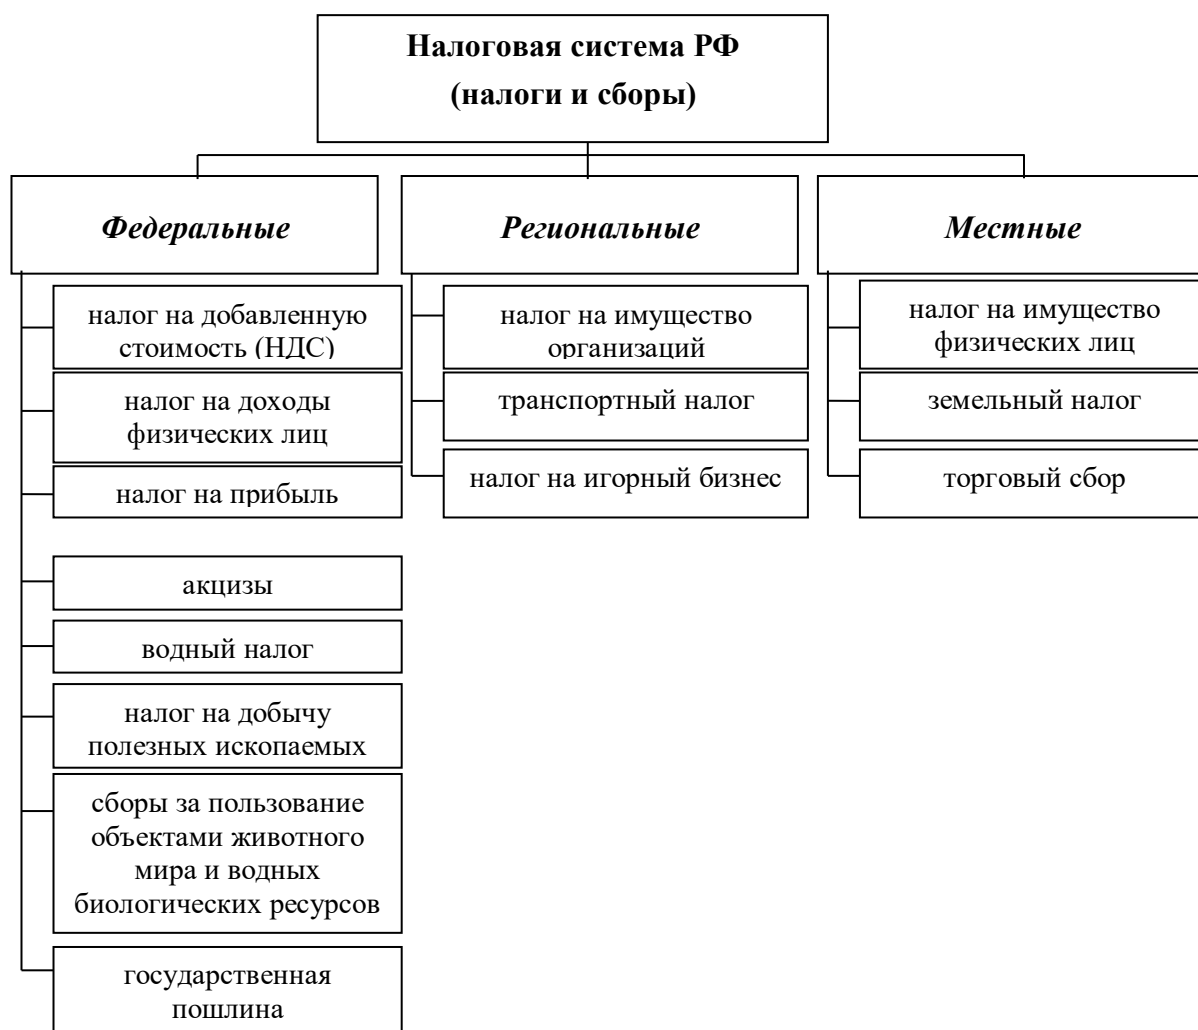 Налоговая система РФ
(налоги и сборы)
Федеральные
налог на добавленную
стоимость (НДС)
налог на доходы
физических лиц
налог на прибыль
акцизы
водный налог
налог на добычу
полезных ископаемых
сборы за пользование
объектами животного
мира и водных
биологических ресурсов
государственная
пошлина
Региональные
налог на имущество
организаций
транспортный налог
налог на игорный бизнес
Местные
налог на имущество
физических лиц
земельный налог
торговый сбор